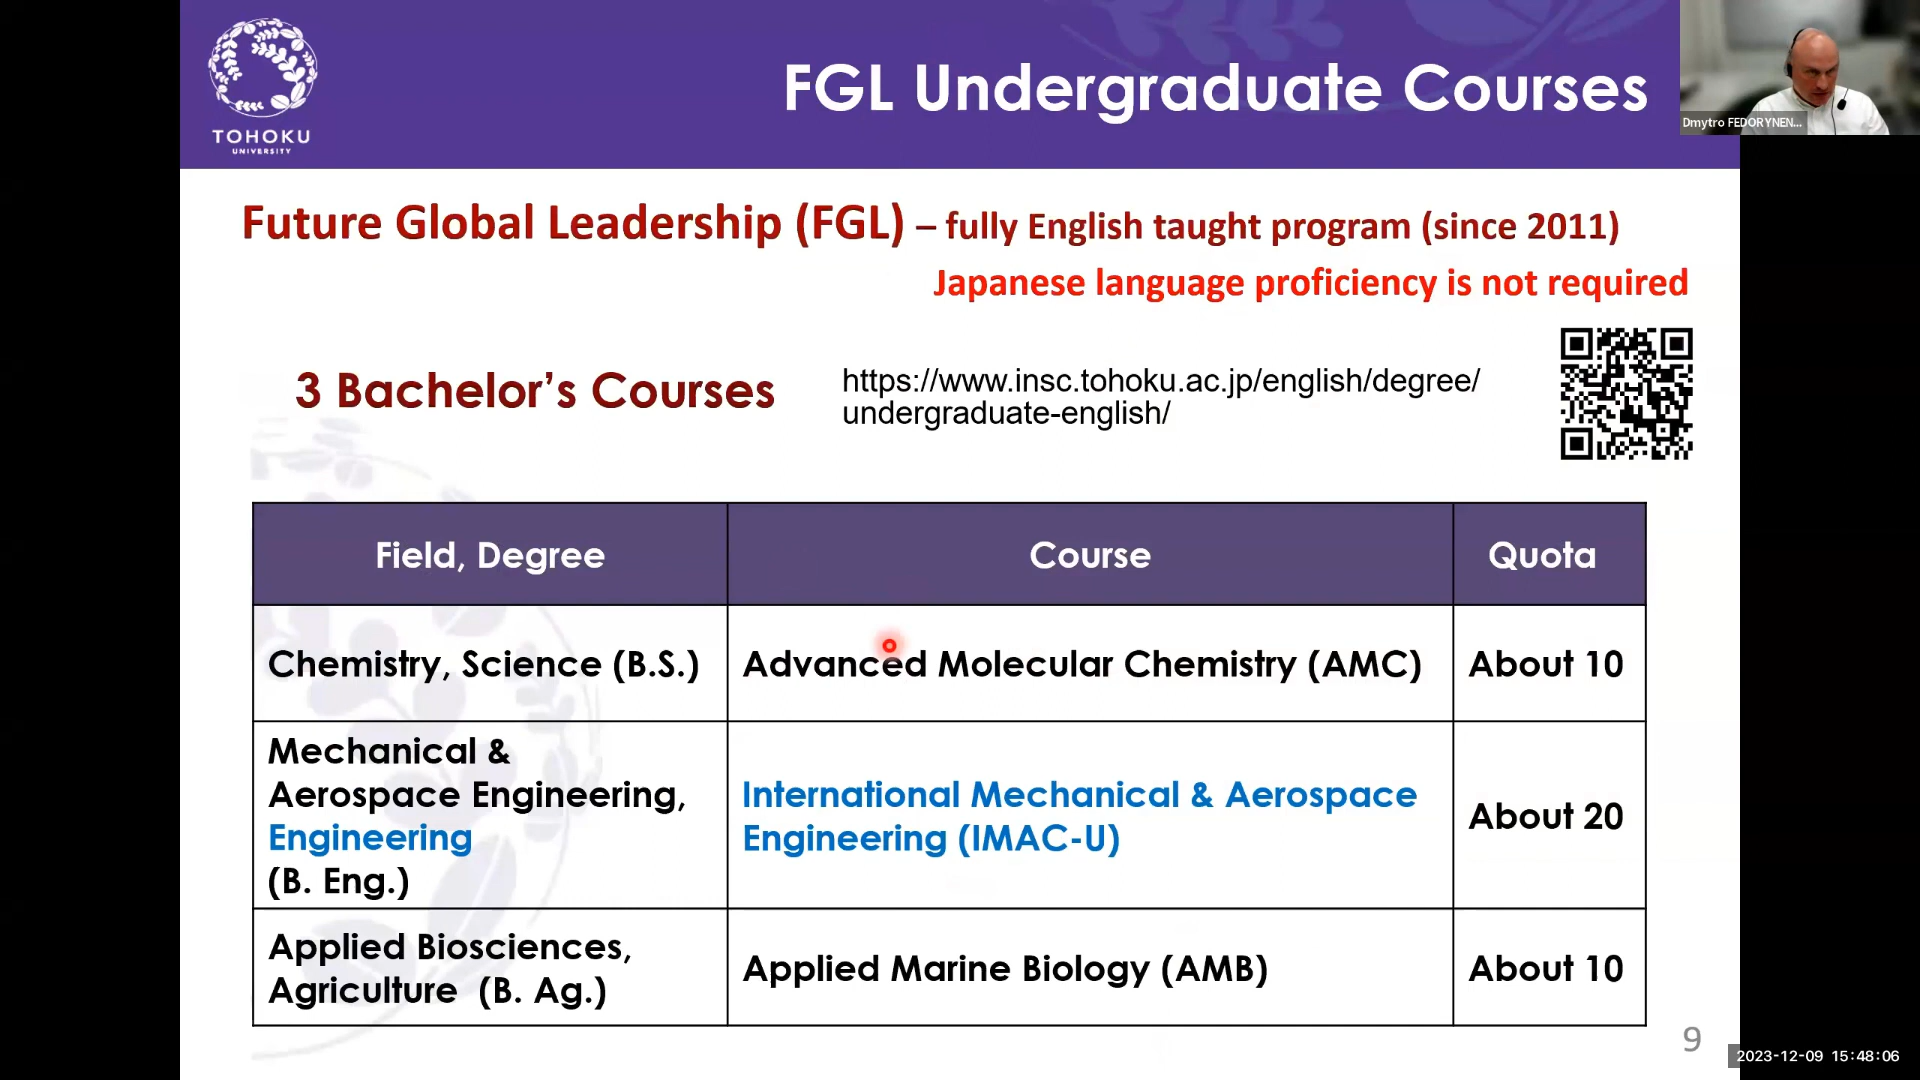 TOHOKU
UNIVERSITY
FGL Undergraduate Courses
Dmytro FEDORYNEN...
Future Global Leadership (FGL) – fully English taught program (since 2011)
Japanese language proficiency is not required
3 Bachelor’s Courses
https://www.insc.tohoku.ac.jp/english/degree/
undergraduate-english/
Field, Degree
Course
Quota
Chemistry, Science (B.S.)
Advanced Molecular Chemistry (AMC)
About 10
Mechanical &
Aerospace Engineering,
Engineering
(B. Eng.)
International Mechanical & Aerospace
Engineering (IMAC-U)
About 20
Applied Biosciences,
Agriculture (B. Ag.)
Applied Marine Biology (AMB)
About 10
9
2023-12-09 15:48:06